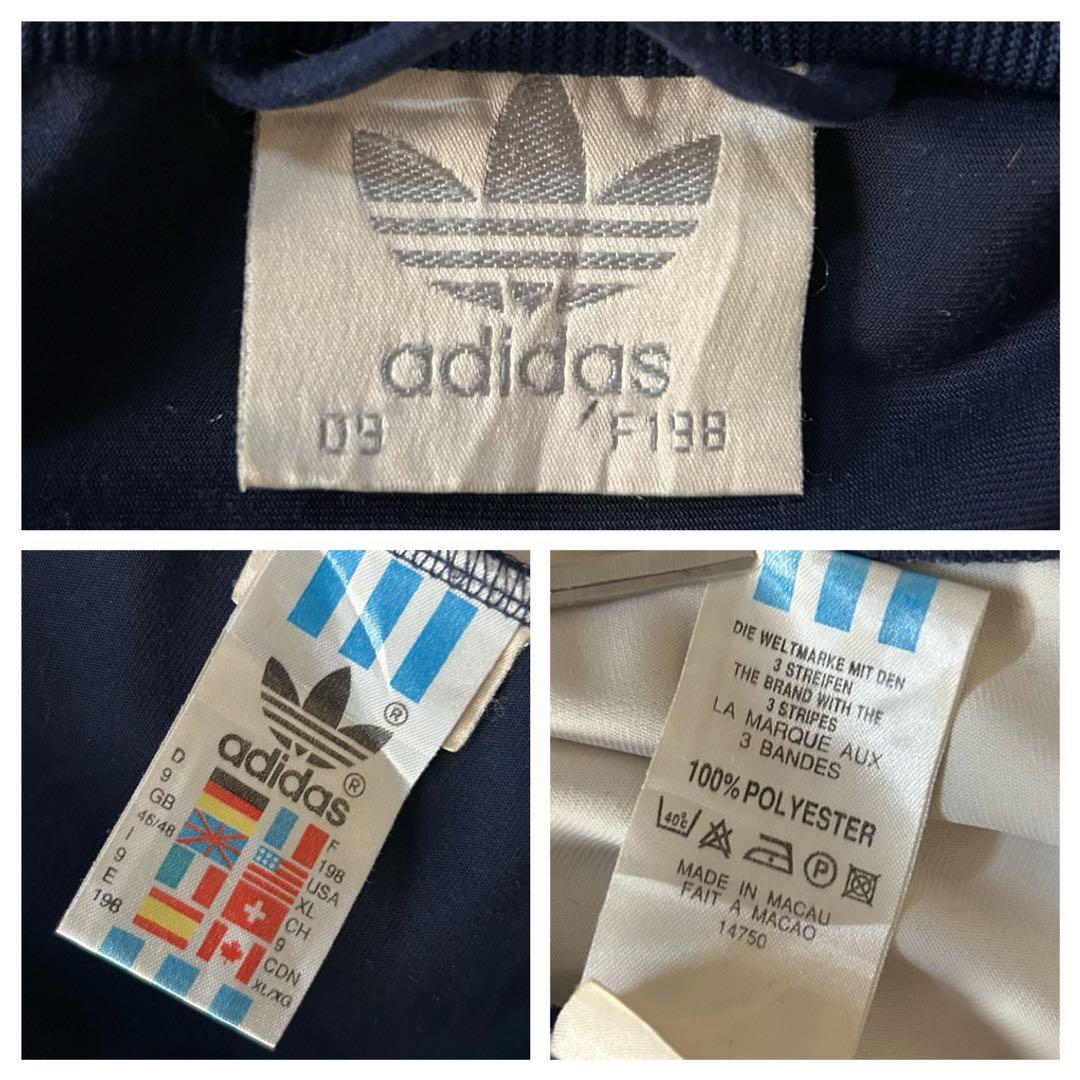 adidas
D9 F198
®
adidas®
D
9
GB
46/48
I
9
E
198
F
198
USA
XL
CH
9
CDN
XL/XG
DIE WELTMARKE MIT DEN
3 STREIFEN
THE BRAND WITH THE
3 STRIPES
LA MARQUE AUX
3 BANDES
100% POLYESTER
40°c P
MADE IN MACAU
FAIT A MACAO
14750